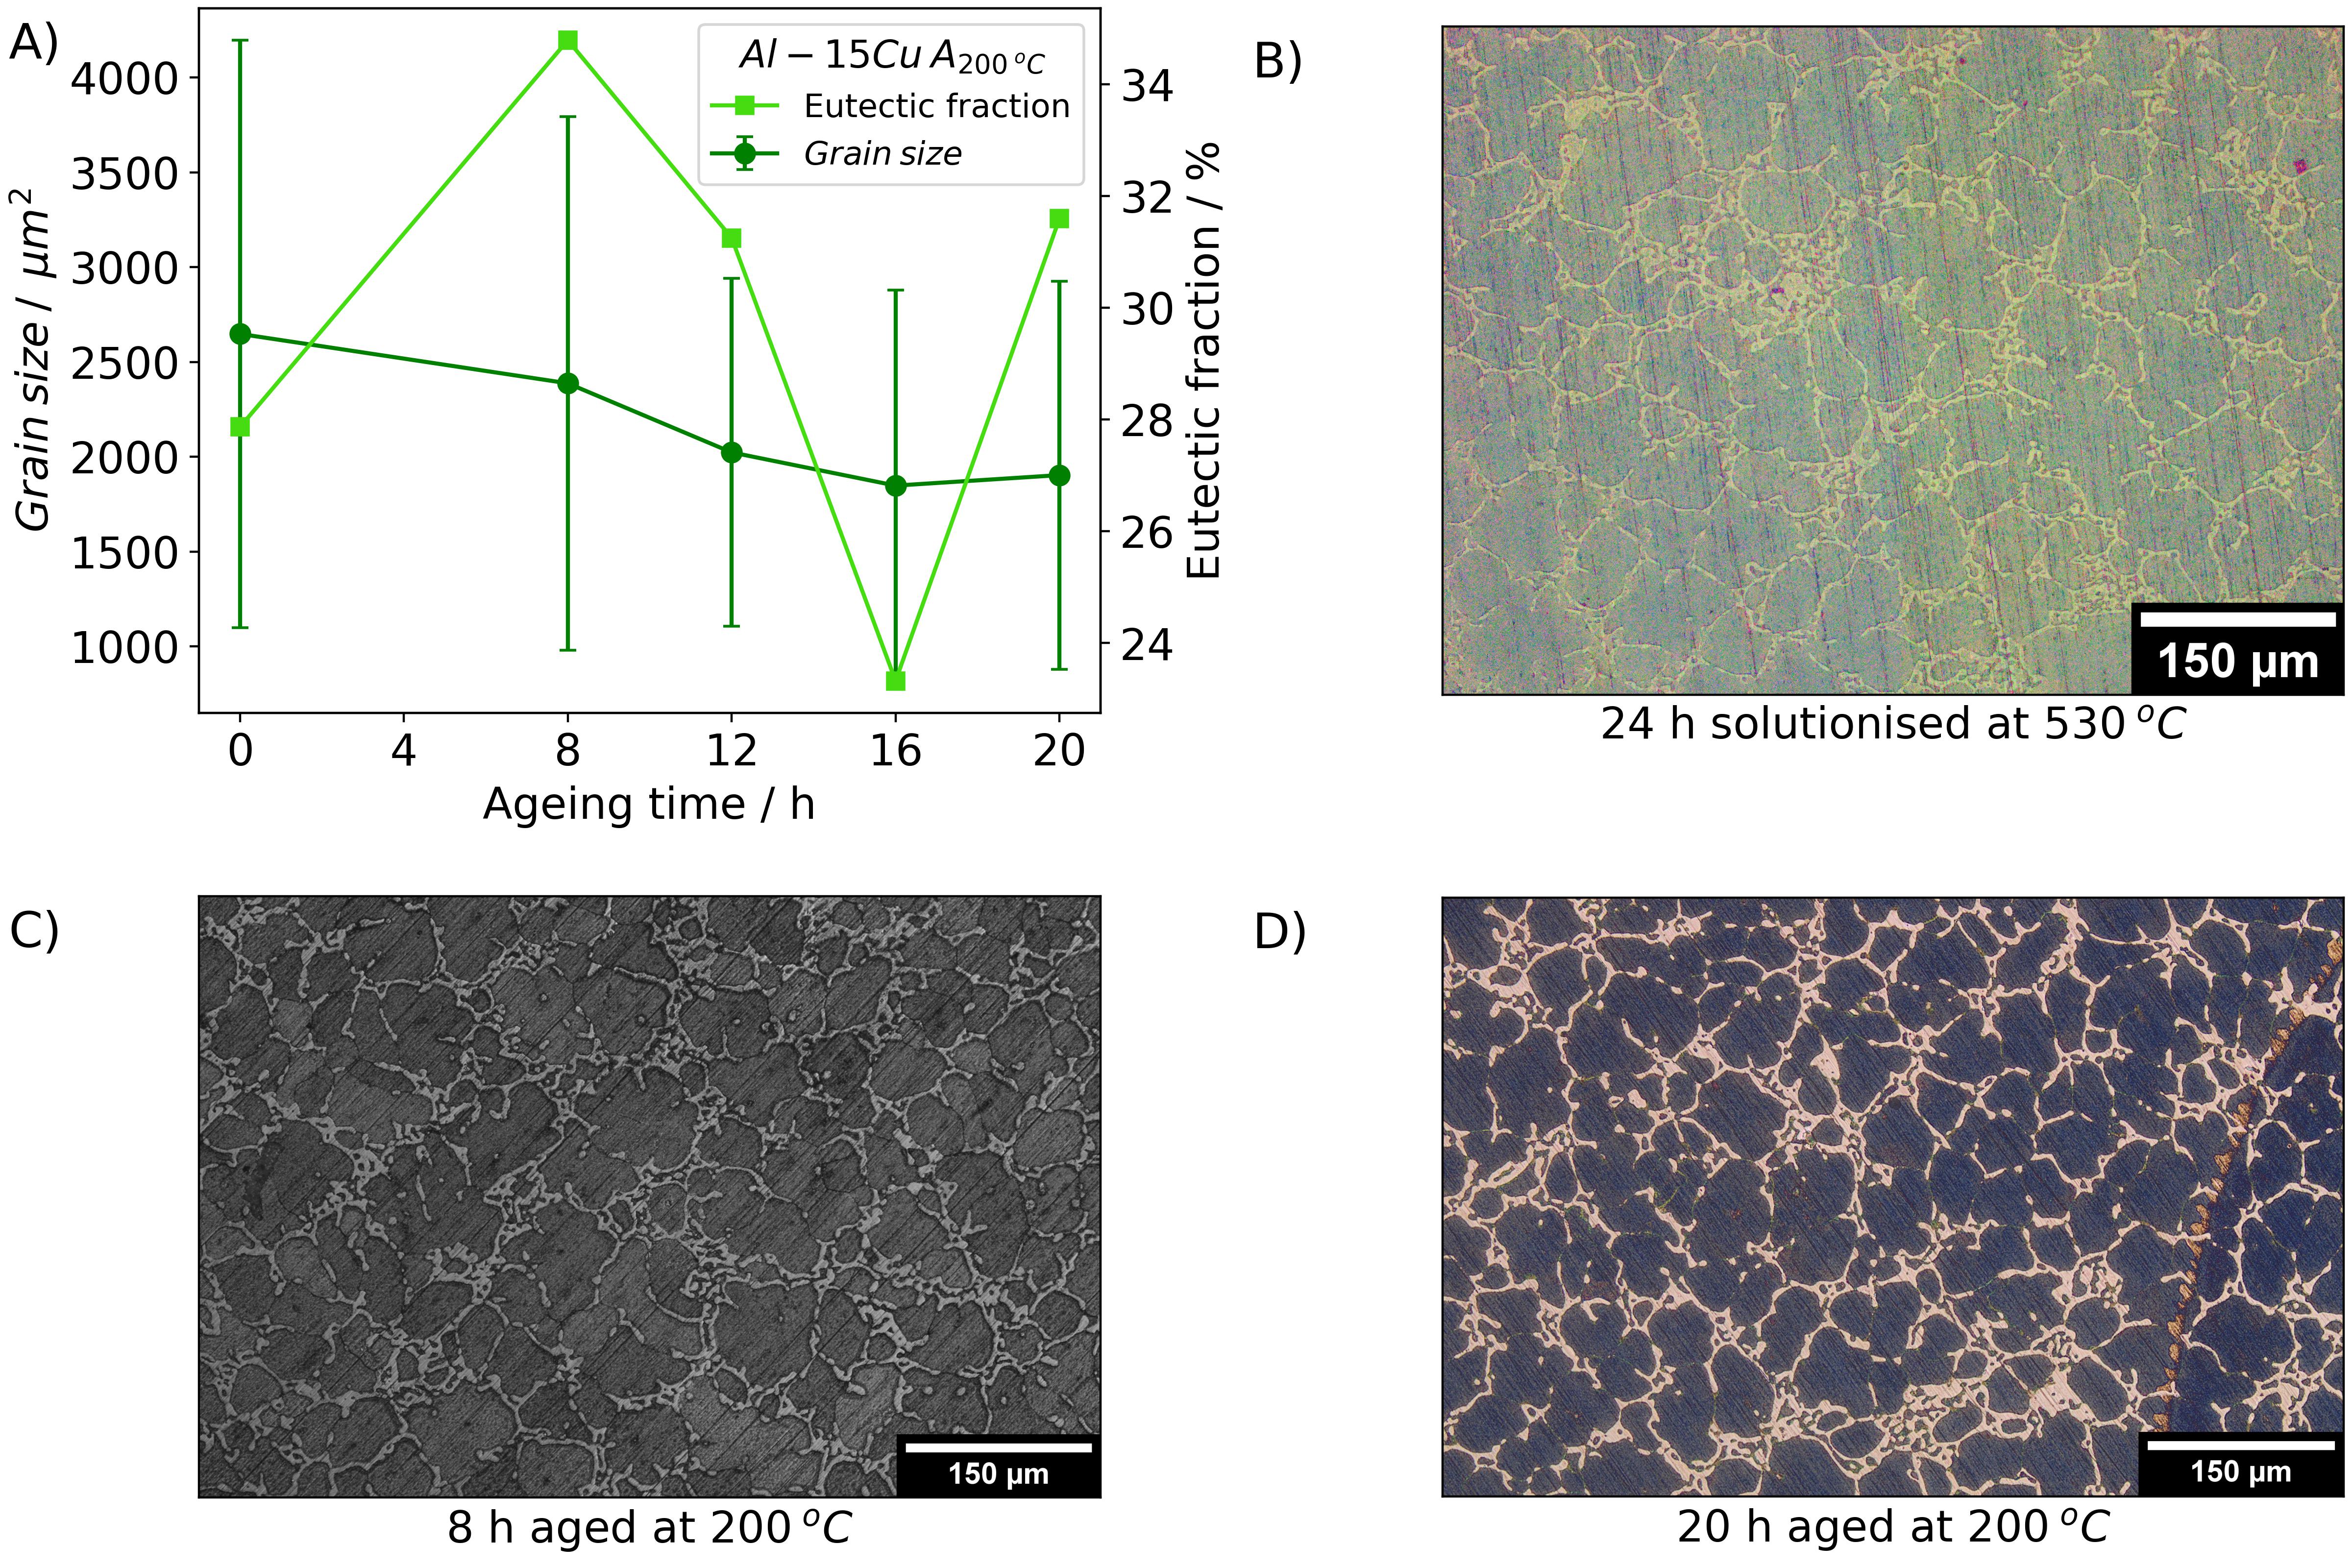 A)
Grain size / μm²
4000
3500
3000
2500
2000
1500
1000
Al − 15Cu A₂₀₀ °C
Eutectic fraction
Grain size
34
32
30
28
26
24
Eutectic fraction / %
0 4 8 12 16 20
Ageing time / h
B)
150 µm
24 h solutionised at 530 °C
C)
150 µm
8 h aged at 200 °C
D)
150 µm
20 h aged at 200 °C